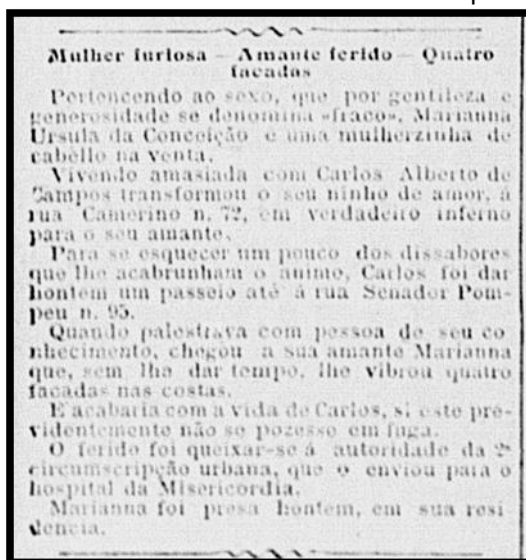 Mulher furiosa — Amante ferido — Quatro
facadas
Pertencendo ao sexo, que por gentileza e
generosidade se denomina «fraco», Marianna
Ursula da Conceição é uma mulherzinha de
cabello na venta.
Vivendo amasiada com Carlos Alberto de
Campos transformou o seu ninho de amor, á
rua Camerino n. 72, em verdadeito inferno
para o seu amante.
Para se esquecer um pouco dos dissabores
que lhe acabrunham o animo, Carlos foi dar
hontem um passeio até á rua Senador Pom-
peu n. 95.
Quando palestrava com pessoa de seu co
nhecimento, chegou a sua amante Marianna
que, sem lha dar tempo, lhe vibrou quatro
facadas nas costas.
E acabaria com a vida de Carlos, si este pre-
videntemente não se pozesse em fuga.
O ferido foi queixar-se á autoridade da 2ª
circumscripção urbana, que o enviou para o
hospital da Misericordia.
Marianna foi presa hontem, em sua resi
dencia.